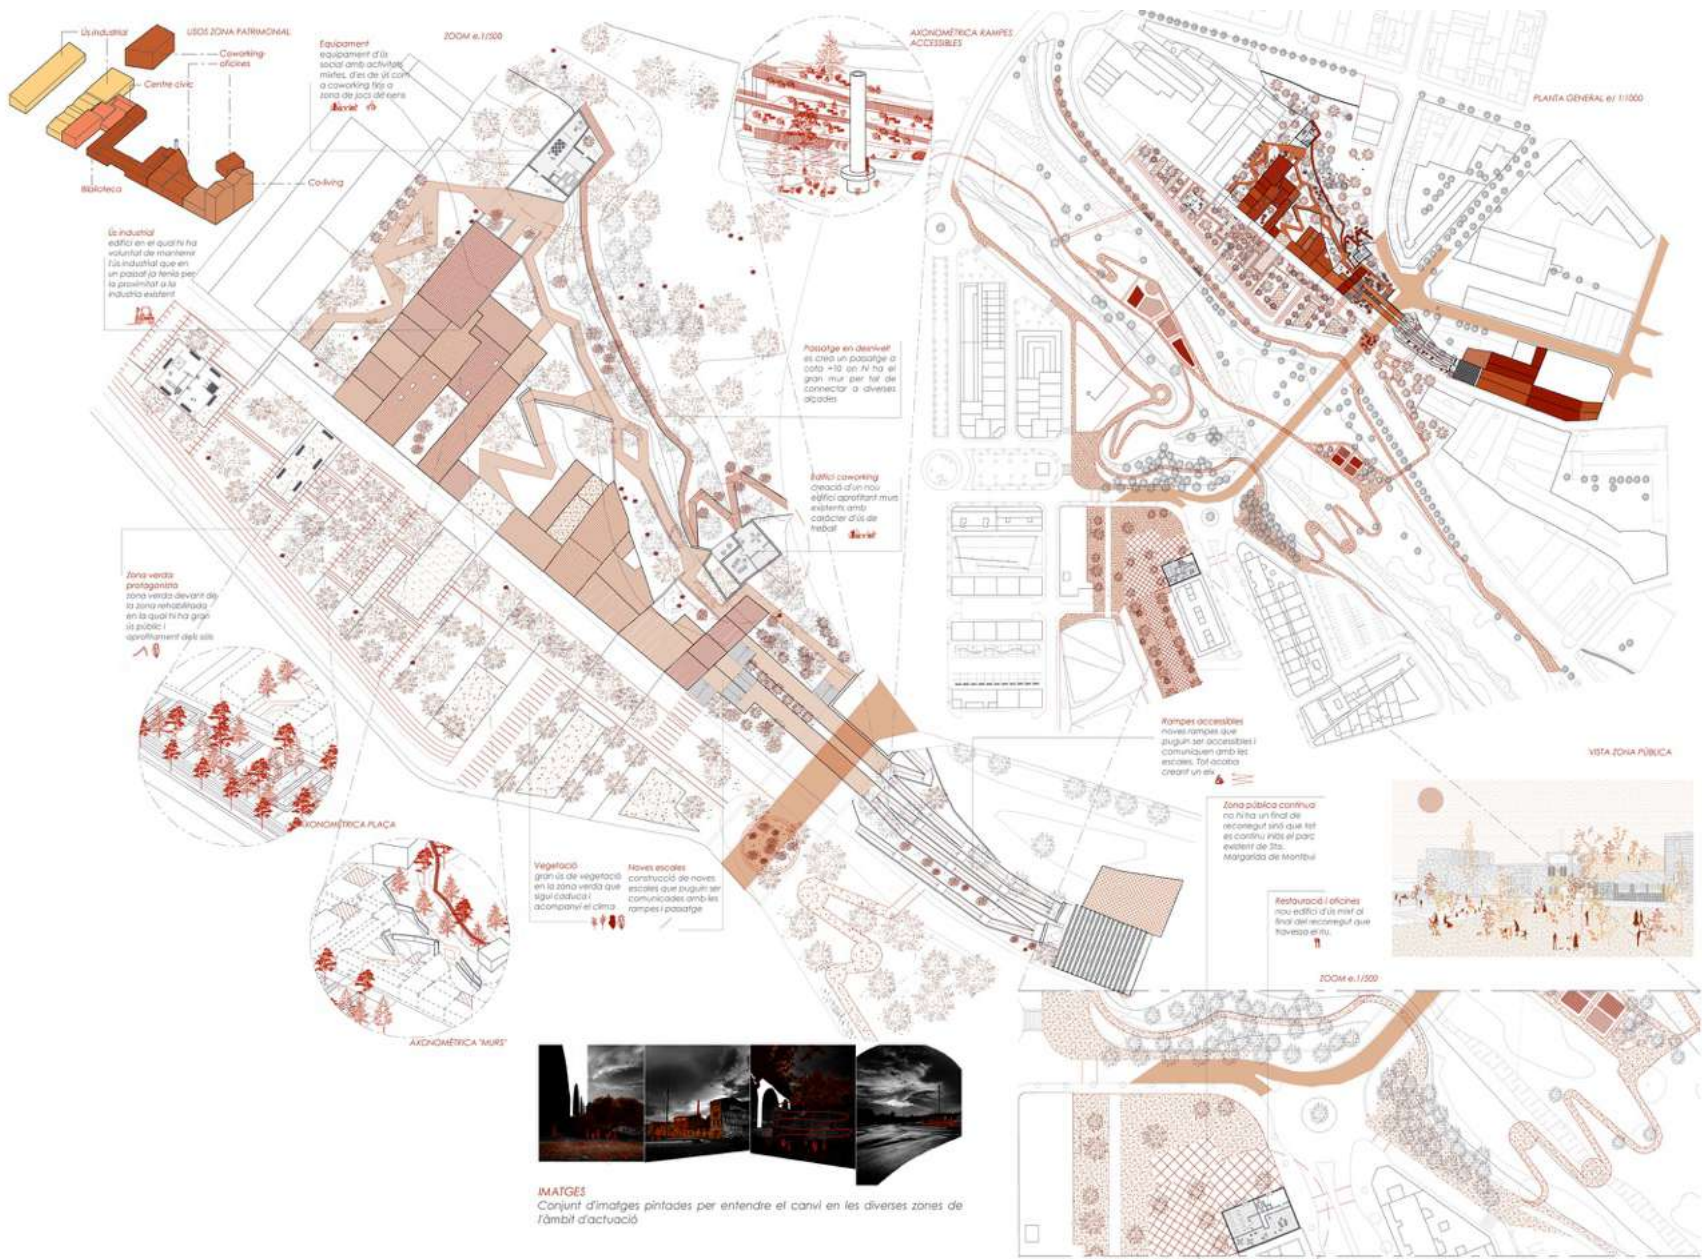 Ús industrial
USOS ZONA PATRIMONIAL
Coworking-
oficines
Centre cívic
Biblioteca
Co-living
Equipament
equipament d'ús
social amb activitats
mixtes, d'es de ús com
a coworking fins a
zona de jocs de nens
ZOOM e.1/500
AXONOMÈTRICA RAMPES
ACCESSIBLES
PLANTA GENERAL e/ 1:1000
Ús industrial
edifici en el qual hi ha
voluntat de mantenir
l'ús industrial que en
un passat ja tenia per
la proximitat a la
industria existent
Passatge en desnivell
es crea un passatge a
cota +10 on hi ha el
gran mur per tal de
connectar a diverses
alçades
Edifici coworking
creació d'un nou
edifici aprofitant murs
existents amb
caràcter d'ús de
treball
Zona verda
protagonista
zona verda devant de
la zona rehabilitada
en la qual hi ha gran
ús públic i
aprofitament dels sòls
AXONOMÈTRICA PLAÇA
Rampes accessibles
noves rampes que
puguin ser accessibles i
comuniquen amb les
escales. Tot acaba
creant un eix
VISTA ZONA PÚBLICA
Zona pública continua
no hi ha un final de
recorregut sinó que tot
es continu inlòs el parc
existent de Sta.
Margarida de Montbui
Vegetació
gran ús de vegetació
en la zona verda que
sigui caduca i
acompanyi el clima
Noves escales
construcció de noves
escales que puguin ser
comunicades amb les
rampes i passatge
Restauració i oficines
nou edifici d'ús mixt al
final del recorregut que
travessa el riu.
ZOOM e.1/500
AXONOMÈTRICA "MURS"
IMATGES
Conjunt d'imatges pintades per entendre el canvi en les diverses zones de
l'àmbit d'actuació